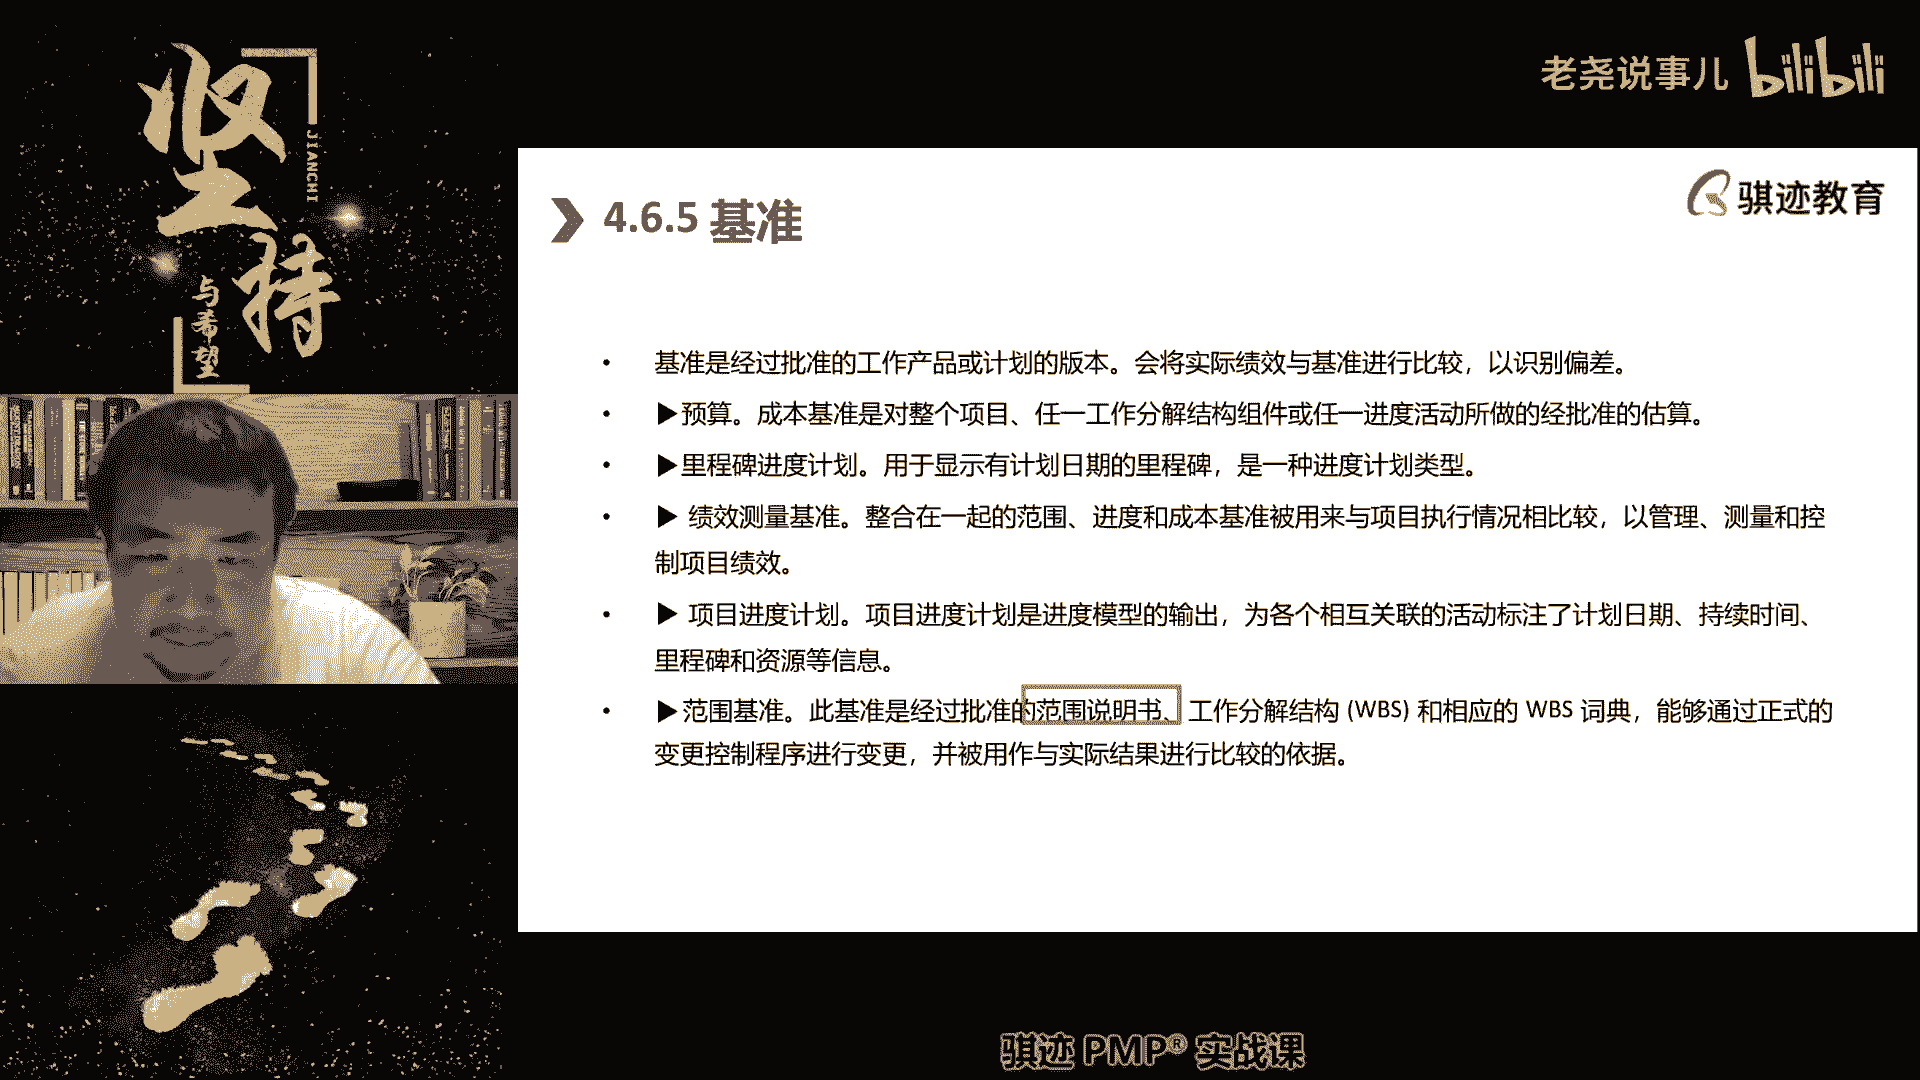 坚持
JIANCHI
与希望
老尧说事儿 bilibili
骐迹教育
4.6.5 基准
• 基准是经过批准的工作产品或计划的版本。会将实际绩效与基准进行比较，以识别偏差。
• ▶预算。成本基准是对整个项目、任一工作分解结构组件或任一进度活动所做的经批准的估算。
• ▶里程碑进度计划。用于显示有计划日期的里程碑，是一种进度计划类型。
• ▶ 绩效测量基准。整合在一起的范围、进度和成本基准被用来与项目执行情况相比较，以管理、测量和控
制项目绩效。
• ▶ 项目进度计划。项目进度计划是进度模型的输出，为各个相互关联的活动标注了计划日期、持续时间、
里程碑和资源等信息。
• ▶范围基准。此基准是经过批准的范围说明书、工作分解结构 (WBS) 和相应的 WBS 词典，能够通过正式的
变更控制程序进行变更，并被用作与实际结果进行比较的依据。
骐迹 PMP® 实战课